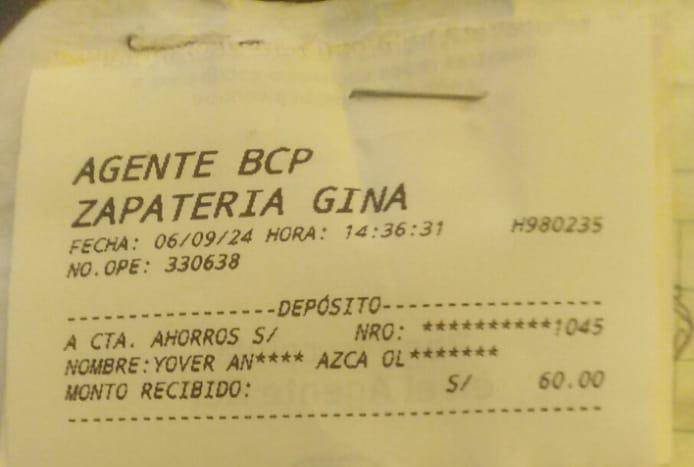 AGENTE BCP
ZAPATERIA GINA
FECHA: 06/09/24 HORA: 14:36:31 H980235
NO.OPE: 330638
-----------------DEPÓSITO-----------------
A CTA. AHORROS S/ NRO: **********1045
NOMBRE:YOVER AN**** AZCA OL*******
MONTO RECIBIDO: S/ 60.00
------------------------------------------